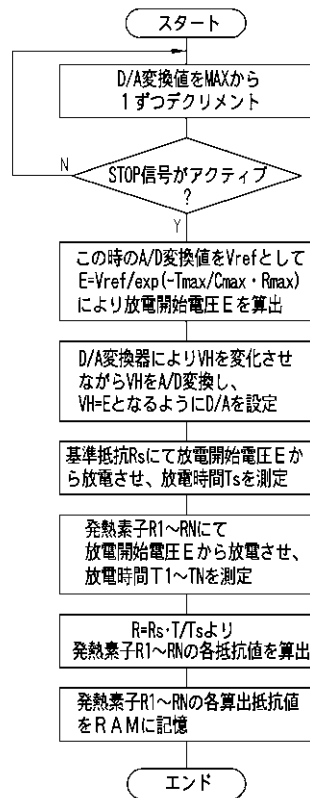 スタート
D/A変換値をMAXから
1ずつデクリメント
N
STOP信号がアクティブ
?
Y
この時のA/D変換値をVrefとして
E=Vref/exp(-Tmax/Cmax・Rmax)
により放電開始電圧Eを算出
D/A変換器によりVHを変化させ
ながらVHをA/D変換し、
VH=EとなるようにD/Aを設定
基準抵抗Rsにて放電開始電圧Eか
ら放電させ、放電時間Tsを測定
発熱素子R1~RNにて
放電開始電圧Eから放電させ、
放電時間T1~TNを測定
R=Rs・T/Tsより
発熱素子R1~RNの各抵抗値を算出
発熱素子R1~RNの各算出抵抗値
をRAMに記憶
エンド